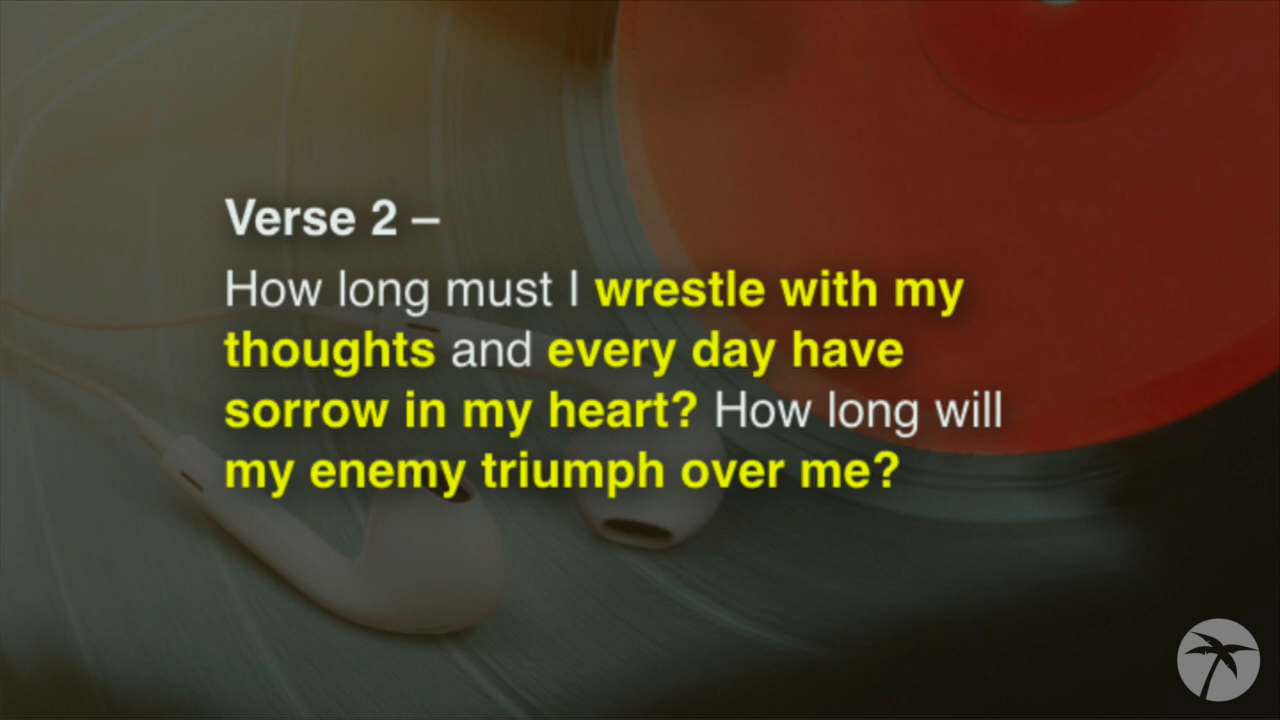 Verse 2 –
How long must I wrestle with my
thoughts and every day have
sorrow in my heart? How long will
my enemy triumph over me?